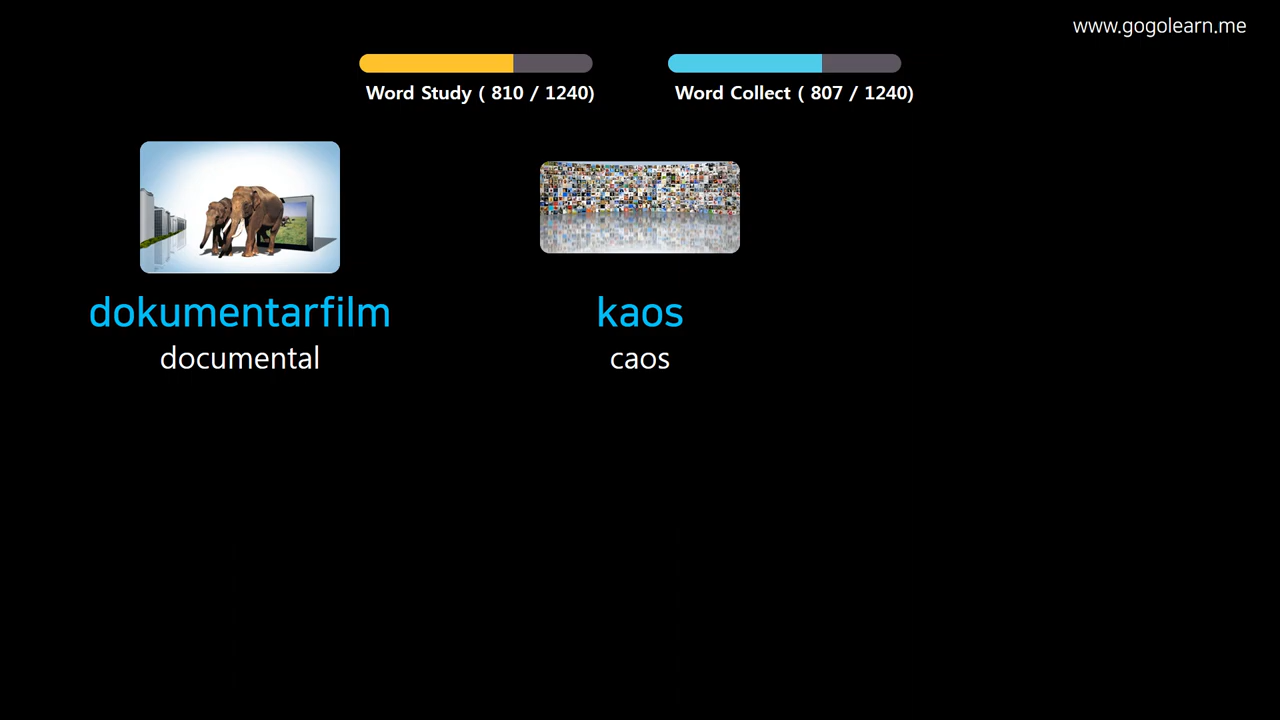 www.gogolearn.me
Word Study ( 810 / 1240)
Word Collect ( 807 / 1240)
dokumentarfilm
documental
kaos
caos